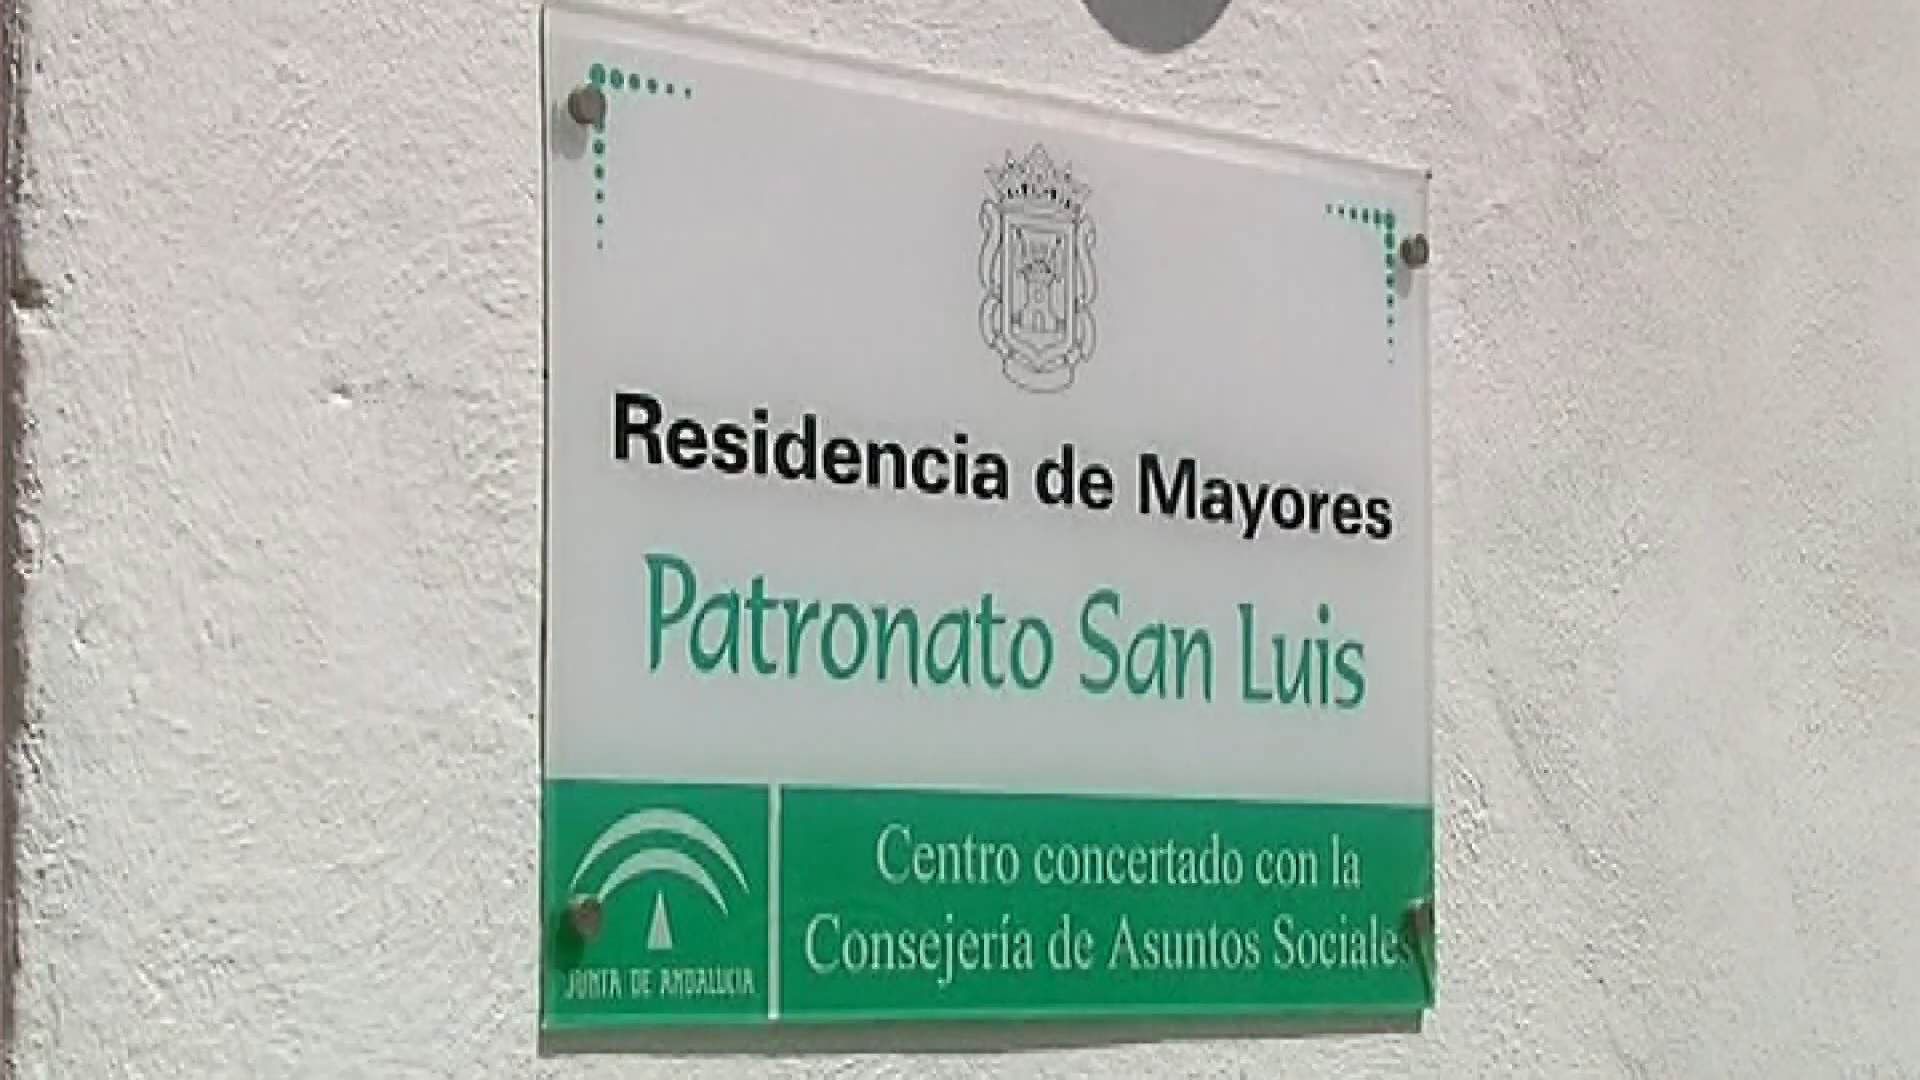 Residencia de Mayores
Patronato San Luis
JUNTA DE ANDALUCIA
Centro concertado con la
Consejería de Asuntos Sociales